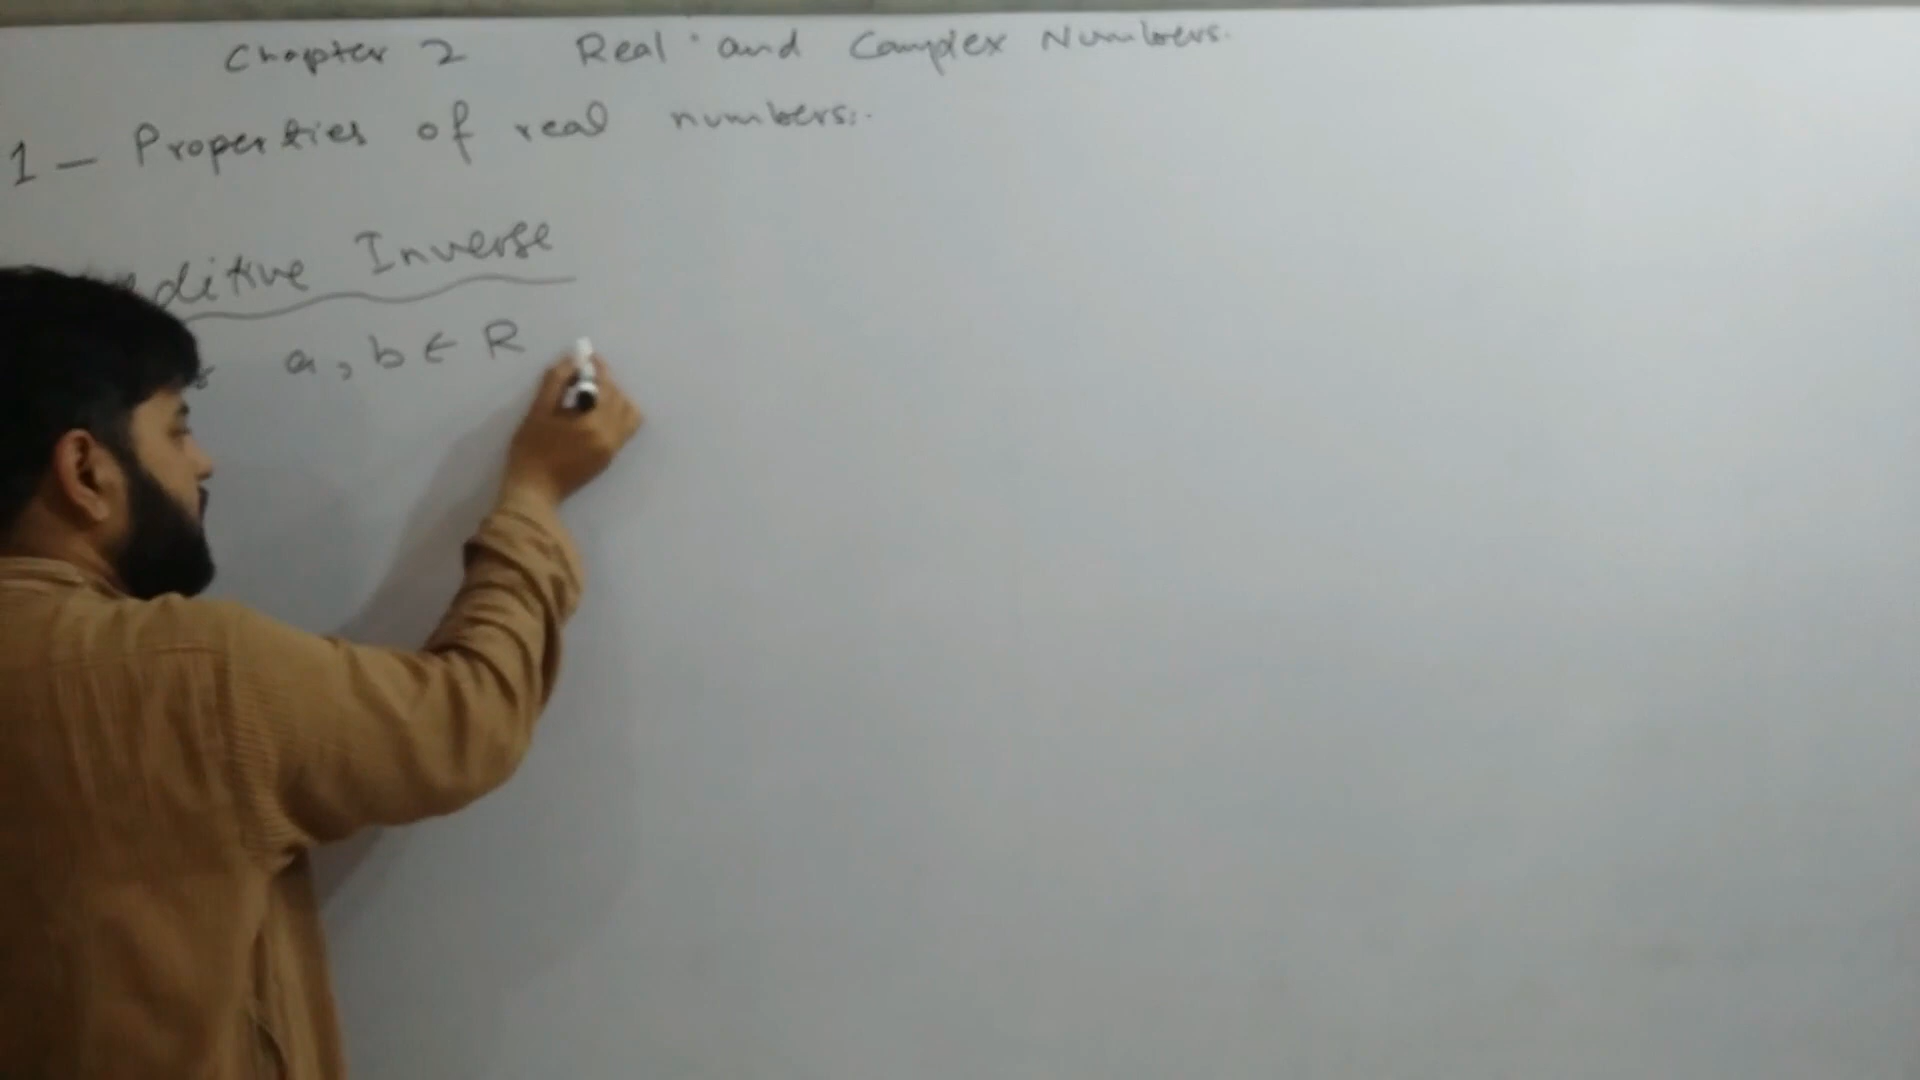 Chapter 2 Real and Complex Numbers.
1 - Properties of real numbers:-
ditive Inverse
a, b ∈ R